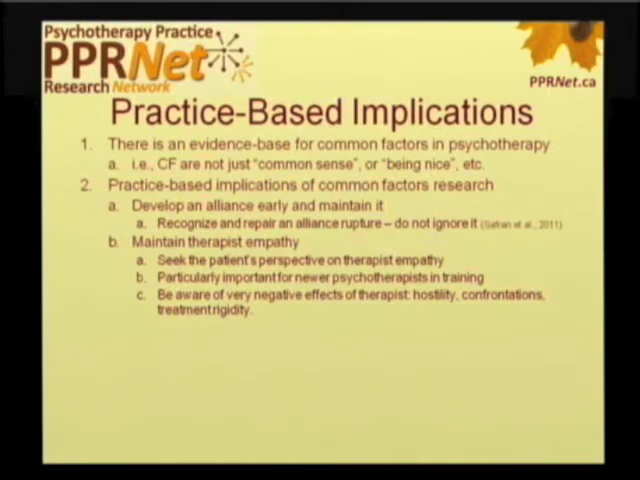 Psychotherapy Practice
PPRNet
Research Network
PPRNet.ca
Practice-Based Implications
1. There is an evidence-base for common factors in psychotherapy
a. i.e., CF are not just “common sense”, or “being nice”, etc.
2. Practice-based implications of common factors research
a. Develop an alliance early and maintain it
a. Recognize and repair an alliance rupture – do not ignore it (Safran et al., 2011)
b. Maintain therapist empathy
a. Seek the patient's perspective on therapist empathy
b. Particularly important for newer psychotherapists in training
c. Be aware of very negative effects of therapist: hostility, confrontations,
treatment rigidity.